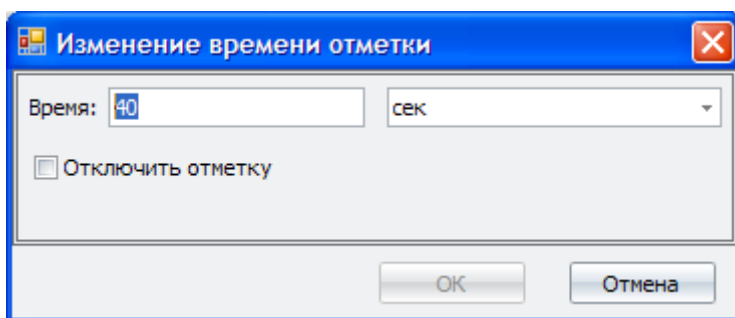 Изменение времени отметки
Время: 40 сек
Отключить отметку
OK Отмена